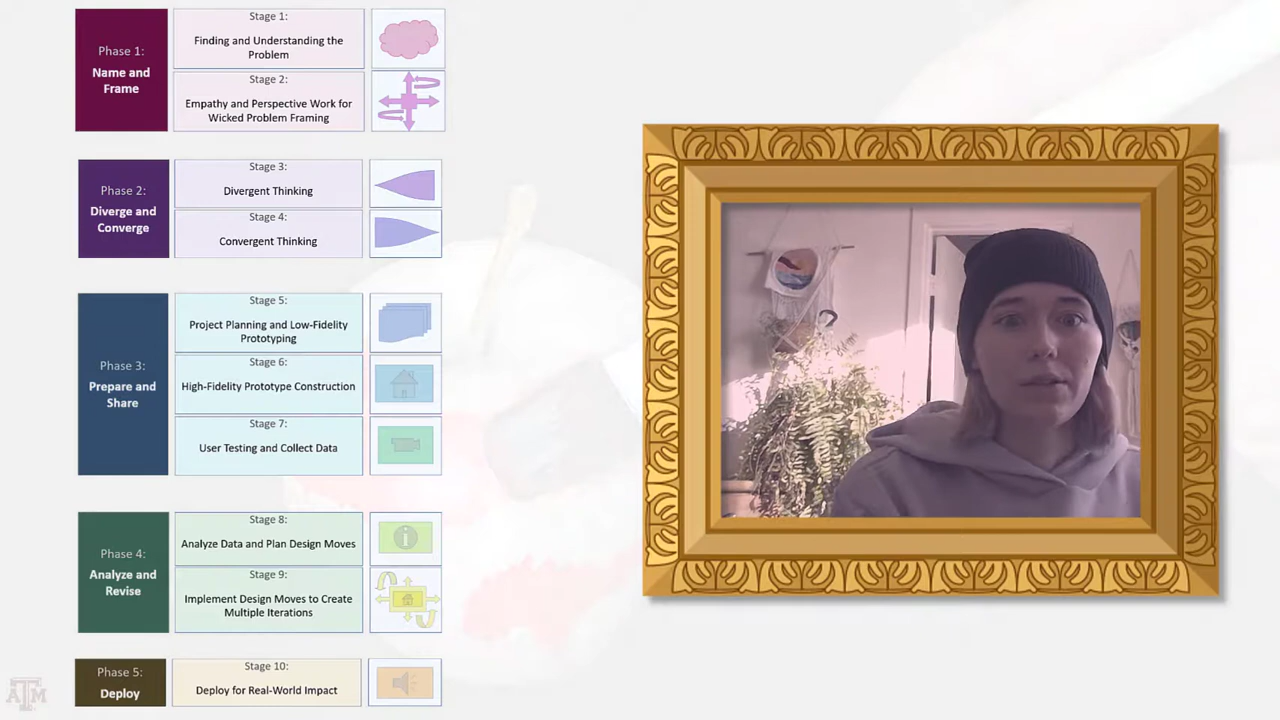 Phase 1:
Name and
Frame
Stage 1:
Finding and Understanding the
Problem
Stage 2:
Empathy and Perspective Work for
Wicked Problem Framing
Phase 2:
Diverge and
Converge
Stage 3:
Divergent Thinking
Stage 4:
Convergent Thinking
Phase 3:
Prepare and
Share
Stage 5:
Project Planning and Low-Fidelity
Prototyping
Stage 6:
High-Fidelity Prototype Construction
Stage 7:
User Testing and Collect Data
Phase 4:
Analyze and
Revise
Stage 8:
Analyze Data and Plan Design Moves
i
Stage 9:
Implement Design Moves to Create
Multiple Iterations
Phase 5:
Deploy
Stage 10:
Deploy for Real-World Impact
ATM